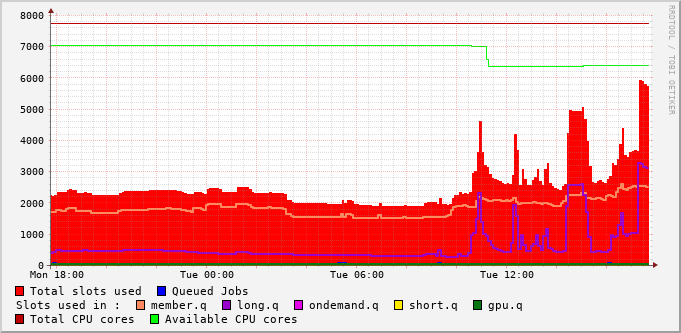 8000
7000
6000
5000
4000
3000
2000
1000
0
Mon 18:00 Tue 00:00 Tue 06:00 Tue 12:00
Total slots used Queued Jobs
Slots used in : member.q long.q ondemand.q short.q gpu.q
Total CPU cores Available CPU cores
RRDTOOL / TOBI OETIKER